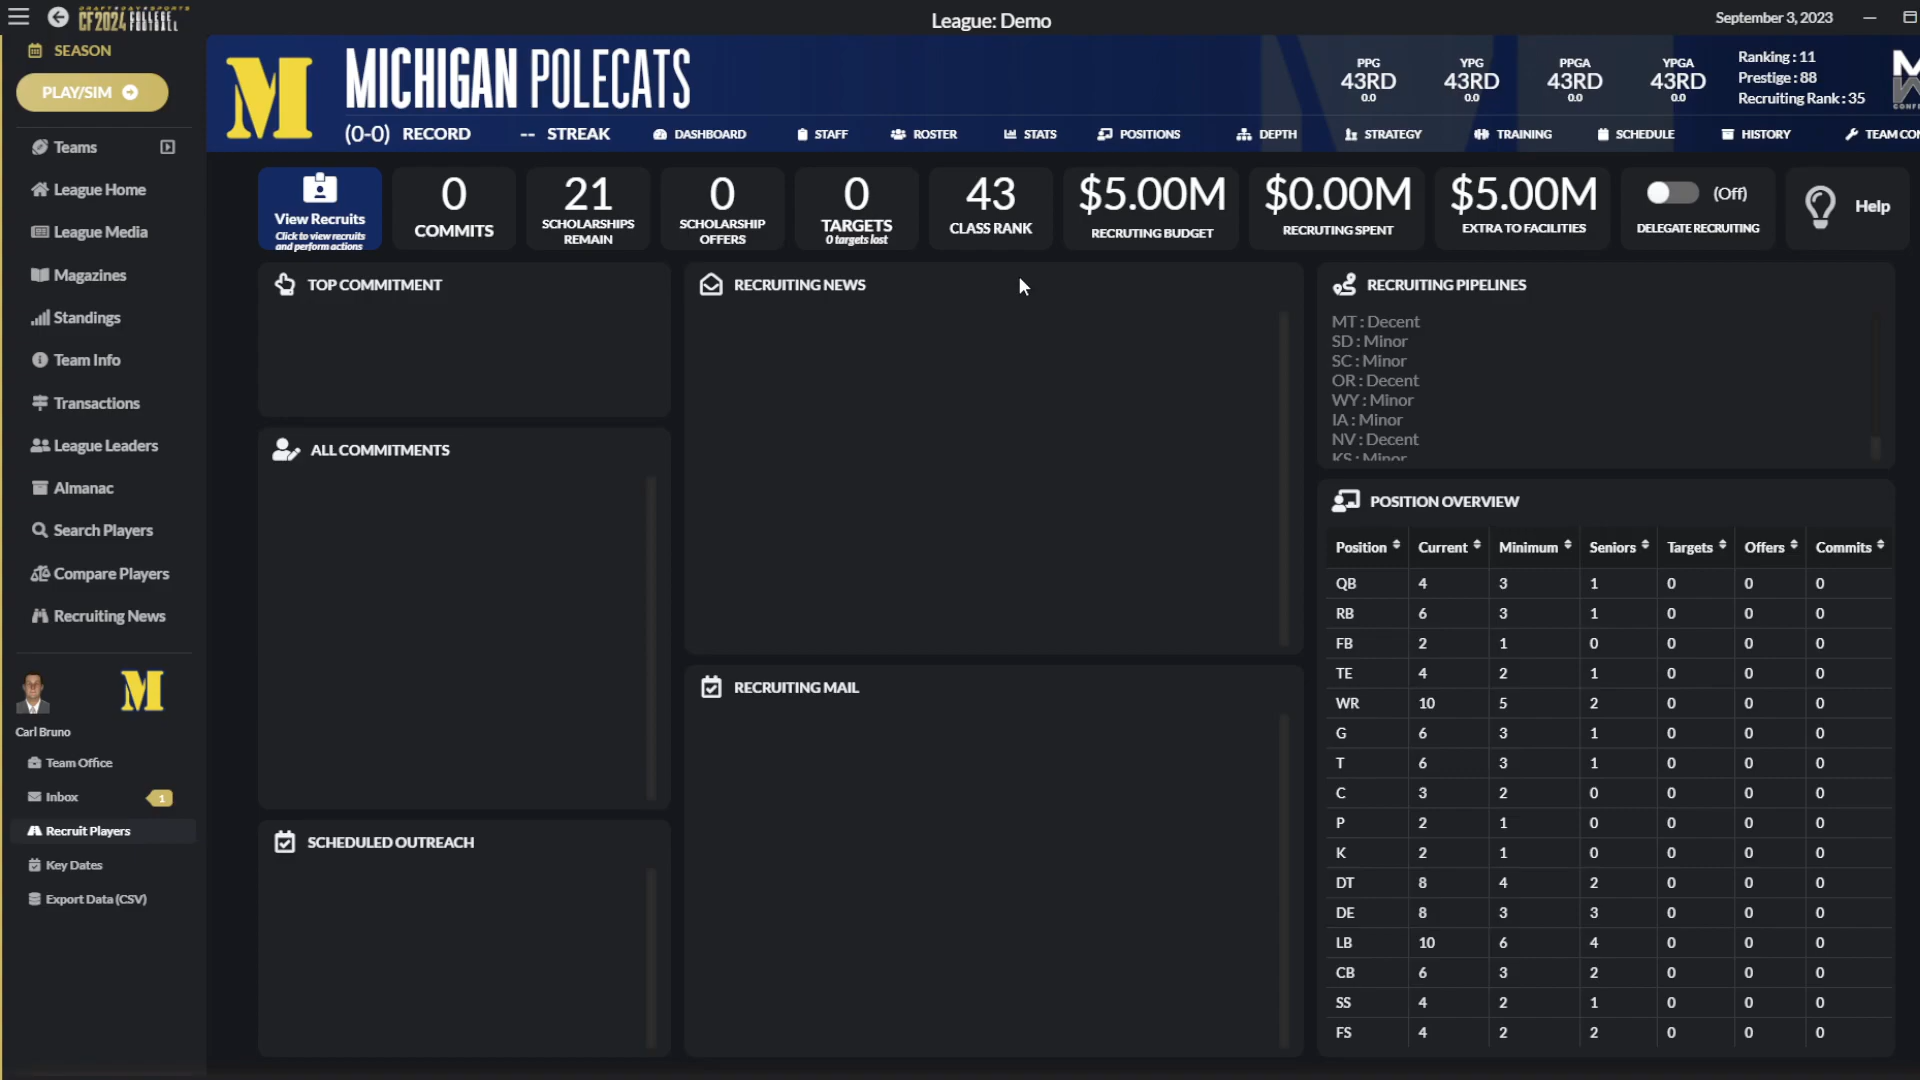 DRAFT DAY SPORTS
CF2024 COLLEGE FOOTBALL
League: Demo
September 3, 2023
SEASON
PLAY/SIM
Teams
League Home
League Media
Magazines
Standings
Team Info
Transactions
League Leaders
Almanac
Search Players
Compare Players
Recruiting News
M
Carl Bruno
Team Office
Inbox 1
Recruit Players
Key Dates
Export Data (CSV)
M
MICHIGAN POLECATS
PPG
43RD
0.0
YPG
43RD
0.0
PPGA
43RD
0.0
YPGA
43RD
0.0
Ranking : 11
Prestige : 88
Recruiting Rank : 35
(0-0) RECORD -- STREAK DASHBOARD STAFF ROSTER STATS POSITIONS DEPTH STRATEGY TRAINING SCHEDULE HISTORY TEAM CON
View Recruits
Click to view recruits
and perform actions
0
COMMITS
21
SCHOLARSHIPS
REMAIN
0
SCHOLARSHIP
OFFERS
0
TARGETS
0 targets lost
43
CLASS RANK
$5.00M
RECRUTING BUDGET
$0.00M
RECRUTING SPENT
$5.00M
EXTRA TO FACILITIES
(Off)
DELEGATE RECRUITING
Help
TOP COMMITMENT
ALL COMMITMENTS
SCHEDULED OUTREACH
RECRUITING NEWS
RECRUITING MAIL
RECRUITING PIPELINES
MT : Decent
SD : Minor
SC : Minor
OR : Decent
WY : Minor
IA : Minor
NV : Decent
KS : Minor
POSITION OVERVIEW
Position Current Minimum Seniors Targets Offers Commits
QB 4 3 1 0 0 0
RB 6 3 1 0 0 0
FB 2 1 0 0 0 0
TE 4 2 1 0 0 0
WR 10 5 2 0 0 0
G 6 3 1 0 0 0
T 6 3 1 0 0 0
C 3 2 0 0 0 0
P 2 1 0 0 0 0
K 2 1 0 0 0 0
DT 8 4 2 0 0 0
DE 8 3 3 0 0 0
LB 10 6 4 0 0 0
CB 6 3 2 0 0 0
SS 4 2 1 0 0 0
FS 4 2 2 0 0 0